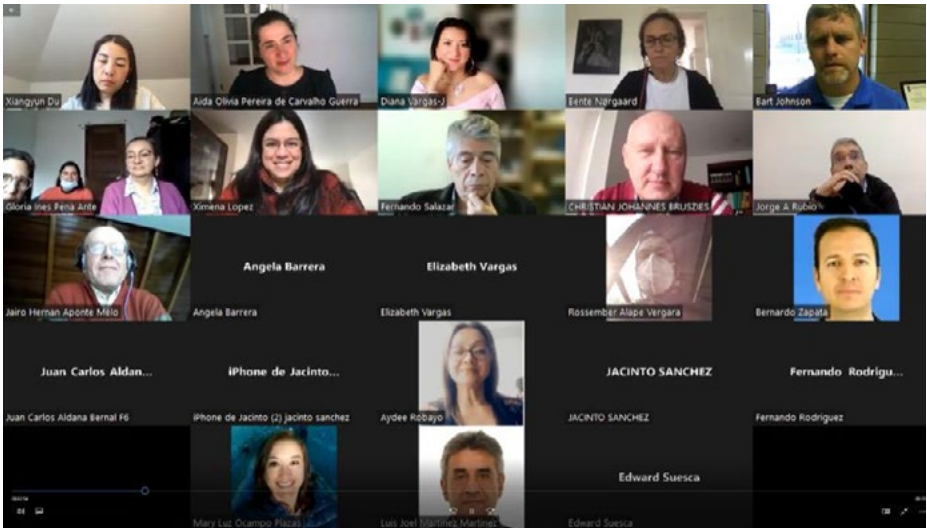 Xiangyun Du
Aida Olivia Pereira de Carvalho Guerra
Diana Vargas-J
Bente Nørgaard
Bart Johnson
Gloria Ines Pena Ante
Ximena Lopez
Fernando Salazar
CHRISTIAN JOHANNES BRUSZIES
Jorge A Rubio
Jairo Hernan Aponte Melo
Angela Barrera
Angela Barrera
Elizabeth Vargas
Elizabeth Vargas
Rossember Alape Vergara
Bernardo Zapata
Juan Carlos Aldan...
Juan Carlos Aldana Bernal F6
iPhone de Jacinto...
iPhone de Jacinto (2) jacinto sanchez
Aydee Robayo
JACINTO SANCHEZ
JACINTO SANCHEZ
Fernando Rodrigu...
Fernando Rodriguez
Mary Luz Ocampo Plazas
Luis Joel Martinez Martinez
Edward Suesca
Edward Suesca